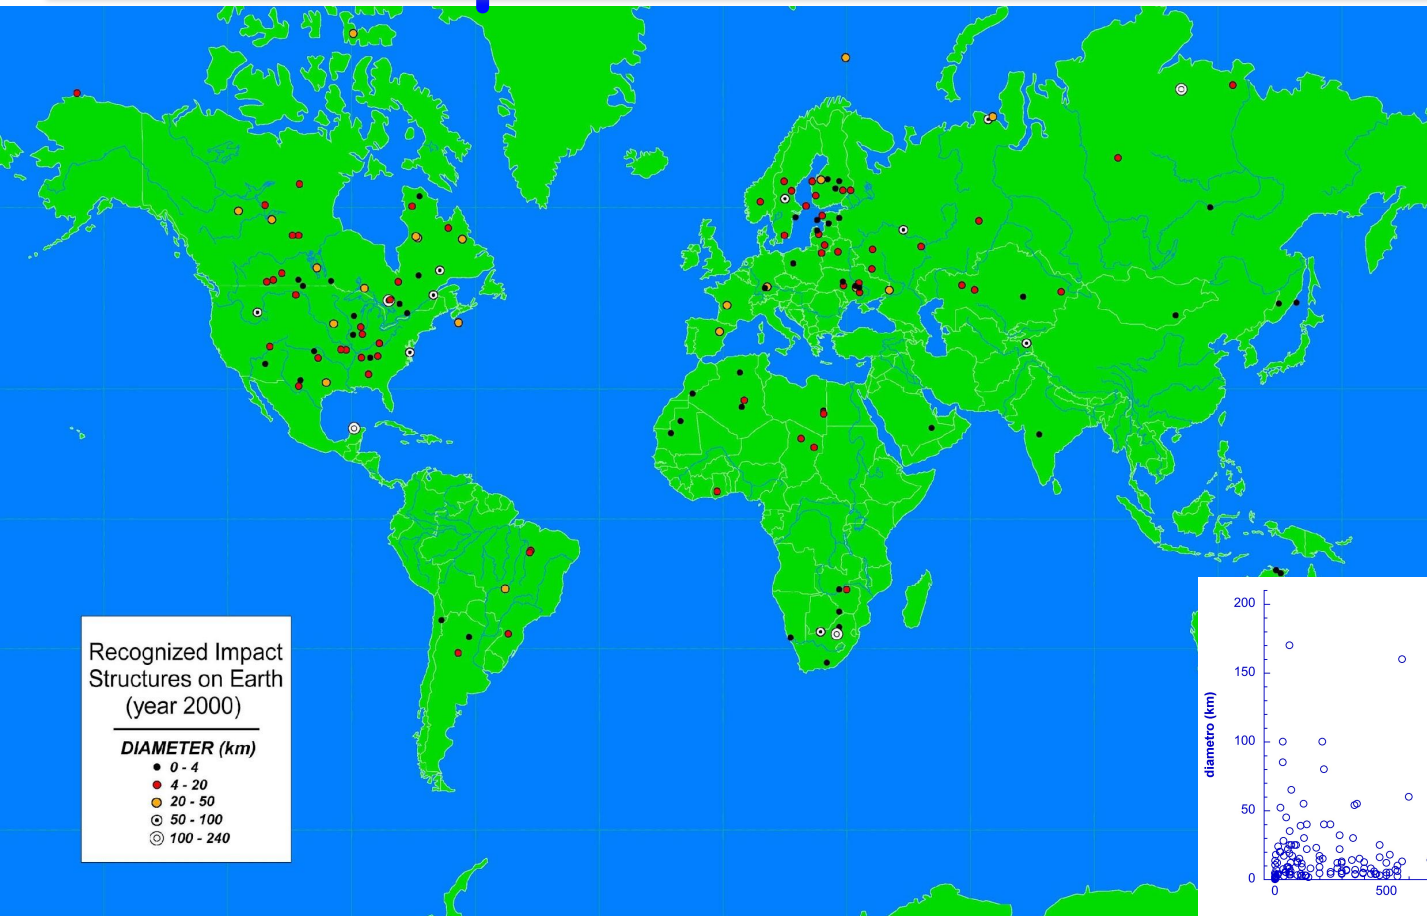 Recognized Impact
Structures on Earth
(year 2000)
DIAMETER (km)
0 - 4
4 - 20
20 - 50
50 - 100
100 - 240
diametro (km)
200
150
100
50
0
0
500